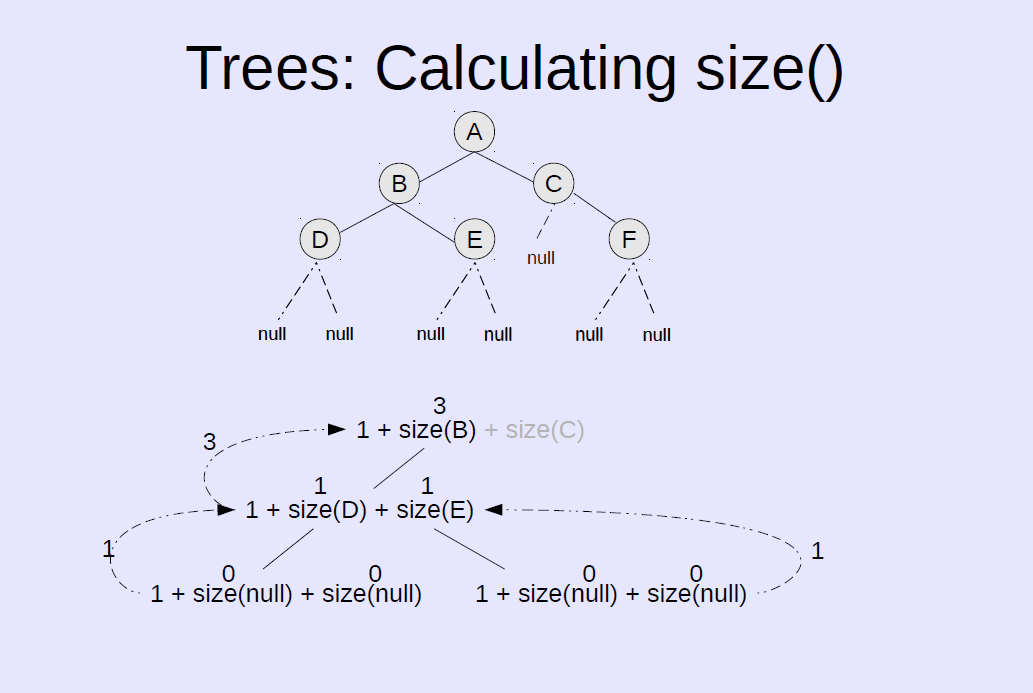 Trees: Calculating size()
A
B C
D E F
null
null null null null null null
3
1 + size(B) + size(C)
3
1 1
1 + size(D) + size(E)
1 1
0 0 0 0
1 + size(null) + size(null) 1 + size(null) + size(null)